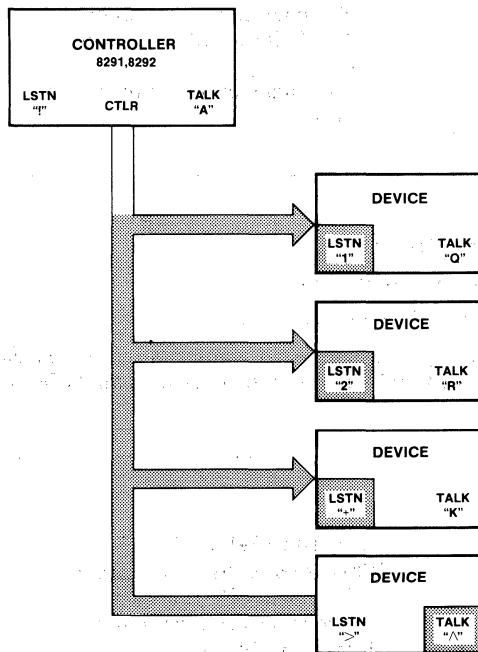 CONTROLLER
8291,8292
LSTN CTLR TALK
"!" "A"
DEVICE
LSTN TALK
"1" "Q"
DEVICE
LSTN TALK
"2" "R"
DEVICE
LSTN TALK
"+" "K"
DEVICE
LSTN TALK
">" "^"